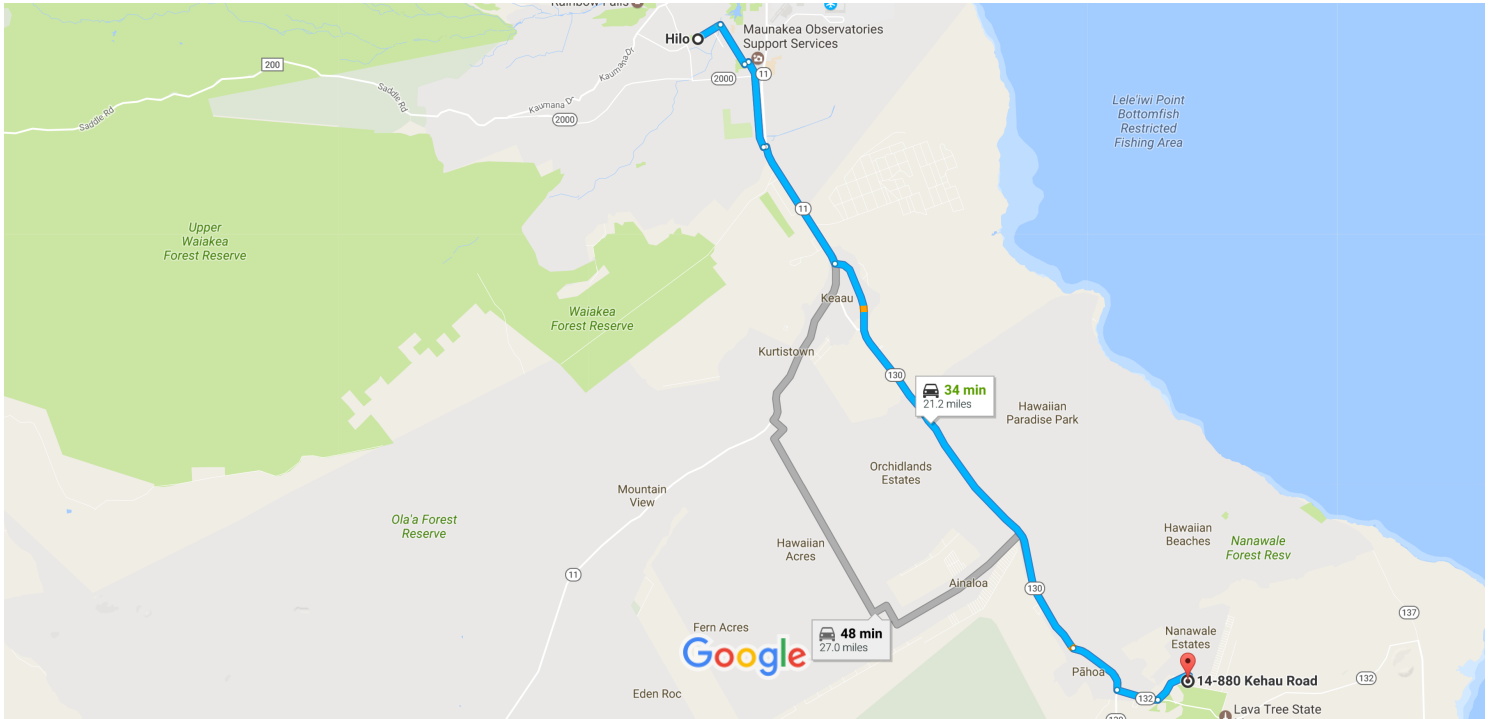 Rainbow Falls
Hilo
Maunakea Observatories
Support Services
11
2000
200
Saddle Rd
Saddle Rd
Kaumana Dr
Kaumana Dr
2000
Lele'iwi Point
Bottomfish
Restricted
Fishing Area
11
Upper
Waiakea
Forest Reserve
Waiakea
Forest Reserve
Keaau
Kurtistown
130
34 min
21.2 miles
Hawaiian
Paradise Park
Orchidlands
Estates
Mountain
View
Ola'a Forest
Reserve
Hawaiian
Acres
Hawaiian
Beaches
Nanawale
Forest Resv
11
Ainaloa
130
137
Fern Acres
48 min
27.0 miles
Google
Nanawale
Estates
Pāhoa
14-880 Kehau Road
132
132
Eden Roc
Lava Tree State
130